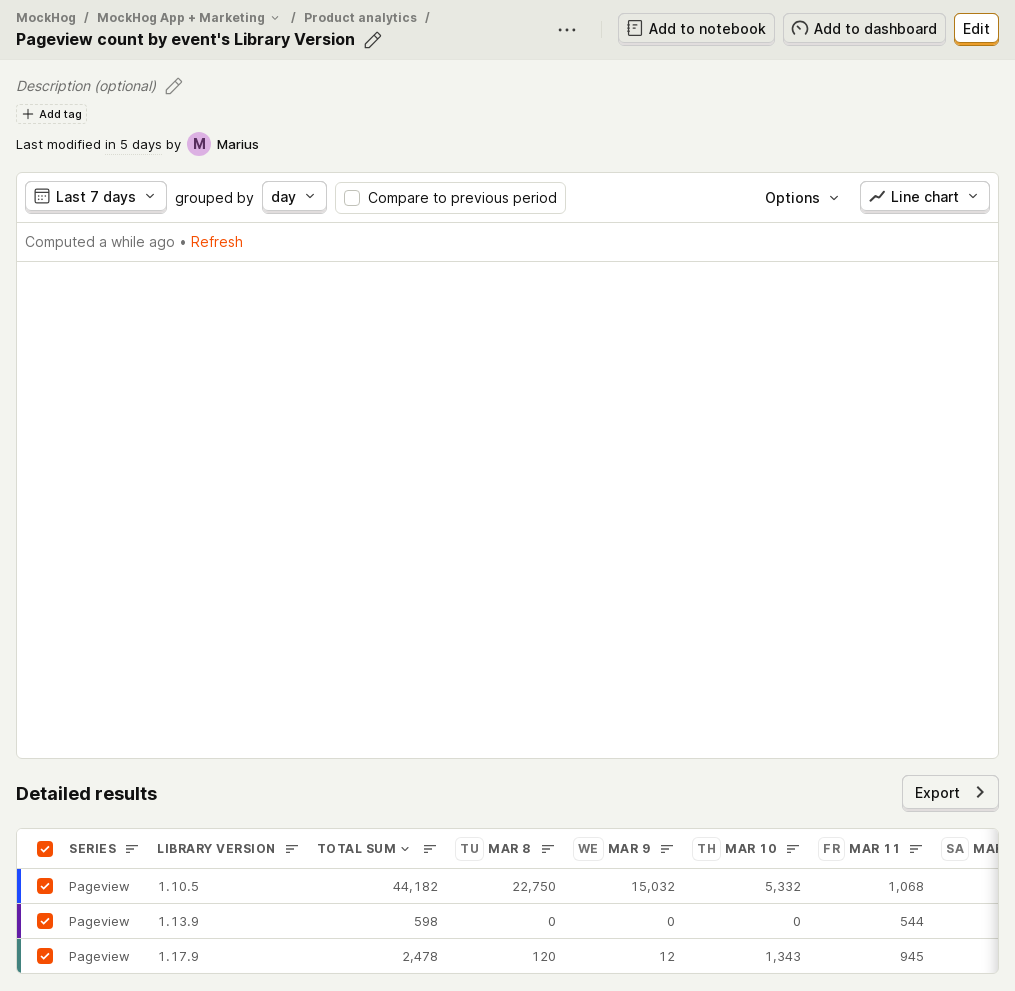 MockHog / MockHog App + Marketing / Product analytics /
Pageview count by event's Library Version
Add to notebook
Add to dashboard
Edit
Description (optional)
Add tag
Last modified in 5 days by M Marius
Last 7 days grouped by day Compare to previous period Options Line chart
Computed a while ago • Refresh
Detailed results
Export
SERIES LIBRARY VERSION TOTAL SUM TU MAR 8 WE MAR 9 TH MAR 10 FR MAR 11 SA
Pageview 1.10.5 44,182 22,750 15,032 5,332 1,068
Pageview 1.13.9 598 0 0 0 544
Pageview 1.17.9 2,478 120 12 1,343 945